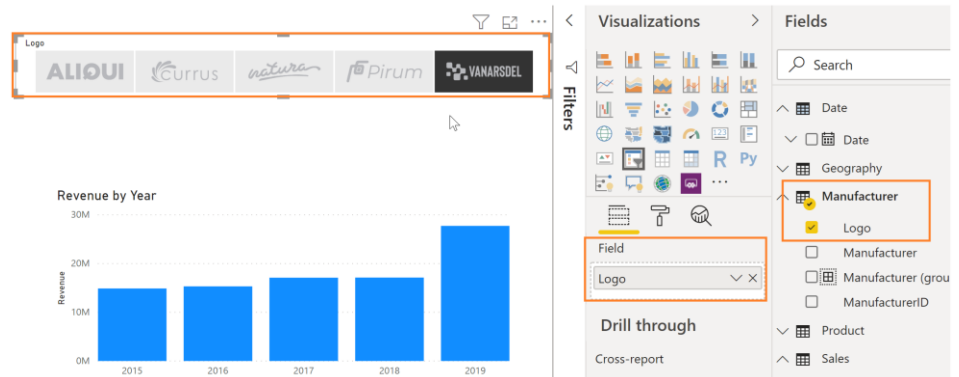 Logo
ALIQUI
Currus
natura
Pirum
VANARSDEL
Revenue by Year
30M
20M
10M
0M
Revenue
2015
2016
2017
2018
2019
Filters
Visualizations
123
R
Py
Field
Logo
Drill through
Cross-report
Fields
Search
Date
Date
Geography
Manufacturer
Logo
Manufacturer
Manufacturer (grou
ManufacturerID
Product
Sales